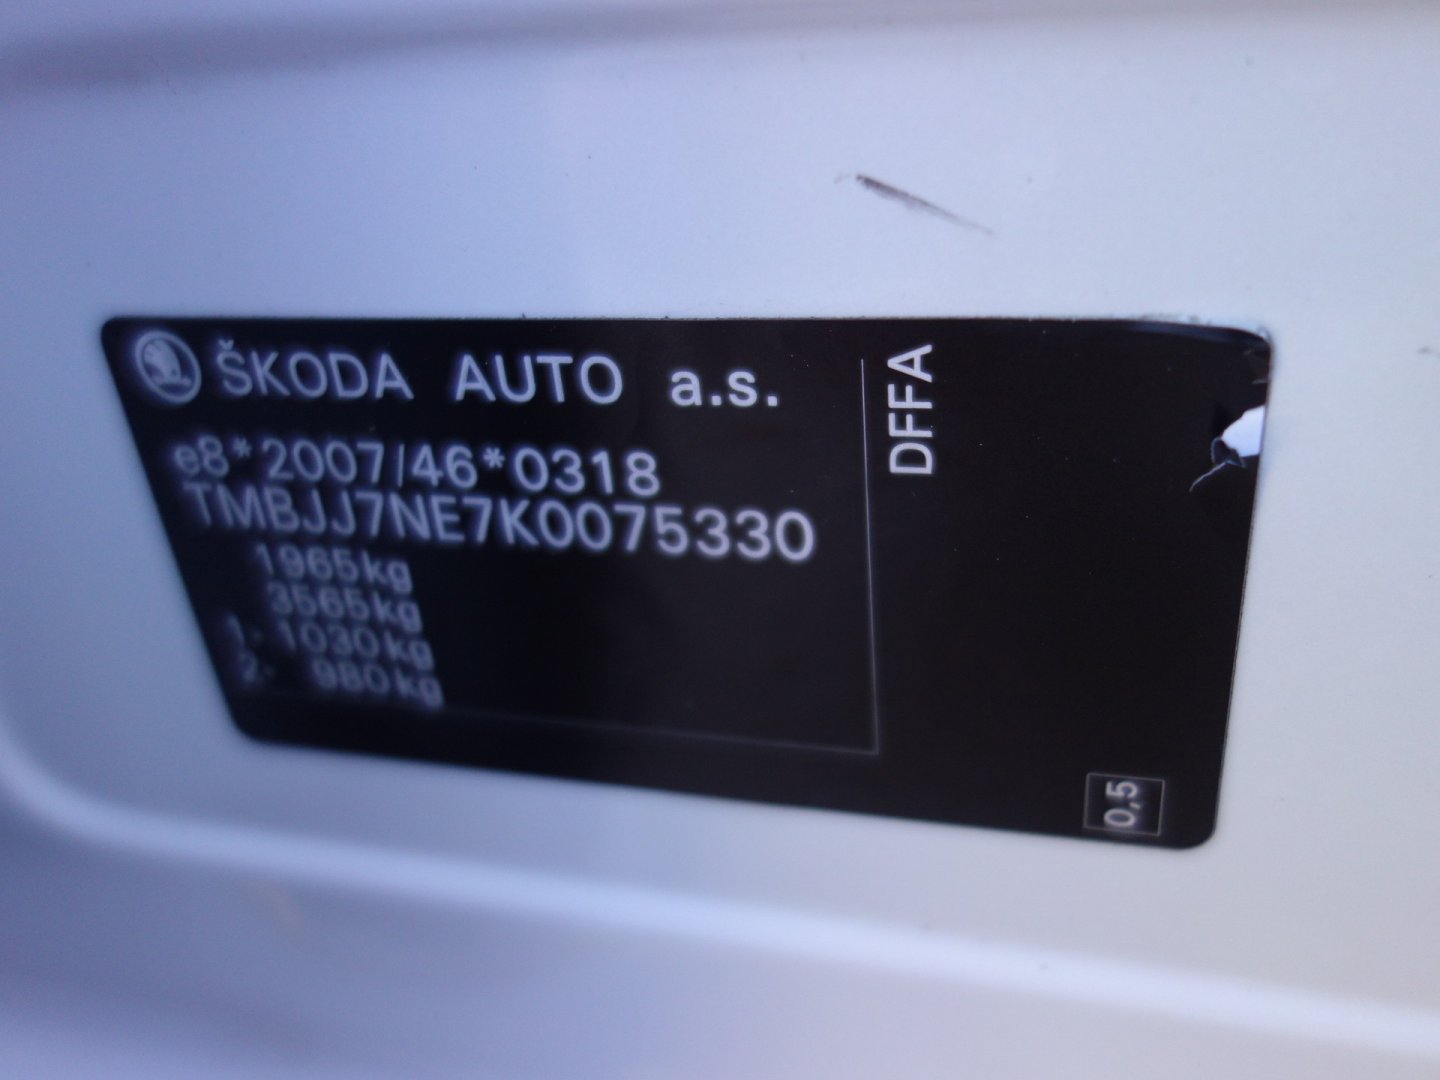 ŠKODA AUTO a.s.
e8*2007/46*0318
TMBJJ7NE7K0075330
1965kg
3565kg
1- 1030kg
2- 980kg
DFFA
0,5